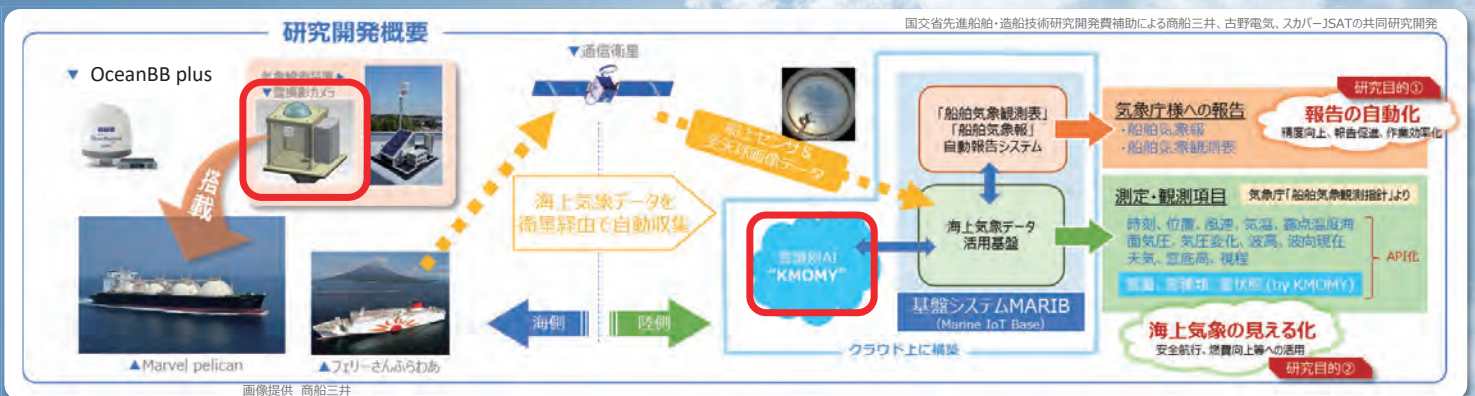 国交省先進船舶・造船技術研究開発費補助による商船三井、古野電気、スカパーJSATの共同研究開発
研究開発概要
▼ OceanBB plus
気象観測装置▶
▼雲撮影カメラ
搭載
▲Marvel pelican
▲フェリーさんふらわあ
画像提供 商船三井
▼通信衛星
船上センサ&
全天球画像データ
海上気象データを
衛星経由で自動収集
海側
陸側
雲識別AI
“KMOMY”
「船舶気象観測表」
「船舶気象報」
自動報告システム
海上気象データ
活用基盤
基盤システムMARIB
(Marine IoT Base)
クラウド上に構築
気象庁様への報告
・船舶気象報
・船舶気象観測表
研究目的①
報告の自動化
精度向上、報告促進、作業効率化
測定・観測項目 気象庁「船舶気象観測指針」より
時刻、位置、風速、気温、露点温度海
面気圧、気圧変化、波高、波向現在
天気、雲底高、視程
雲量、雲種類、雲状態 (by KMOMY)
API化
海上気象の見える化
安全航行、燃費向上等への活用
研究目的②